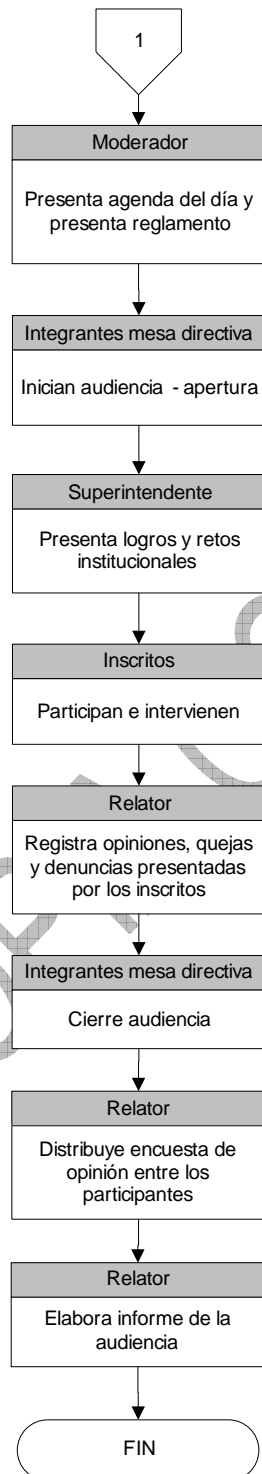 1
Moderador
Presenta agenda del día y
presenta reglamento
Integrantes mesa directiva
Inician audiencia - apertura
Superintendente
Presenta logros y retos
institucionales
Inscritos
Participan e intervienen
Relator
Registra opiniones, quejas
y denuncias presentadas
por los inscritos
Integrantes mesa directiva
Cierre audiencia
Relator
Distribuye encuesta de
opinión entre los
participantes
Relator
Elabora informe de la
audiencia
FIN